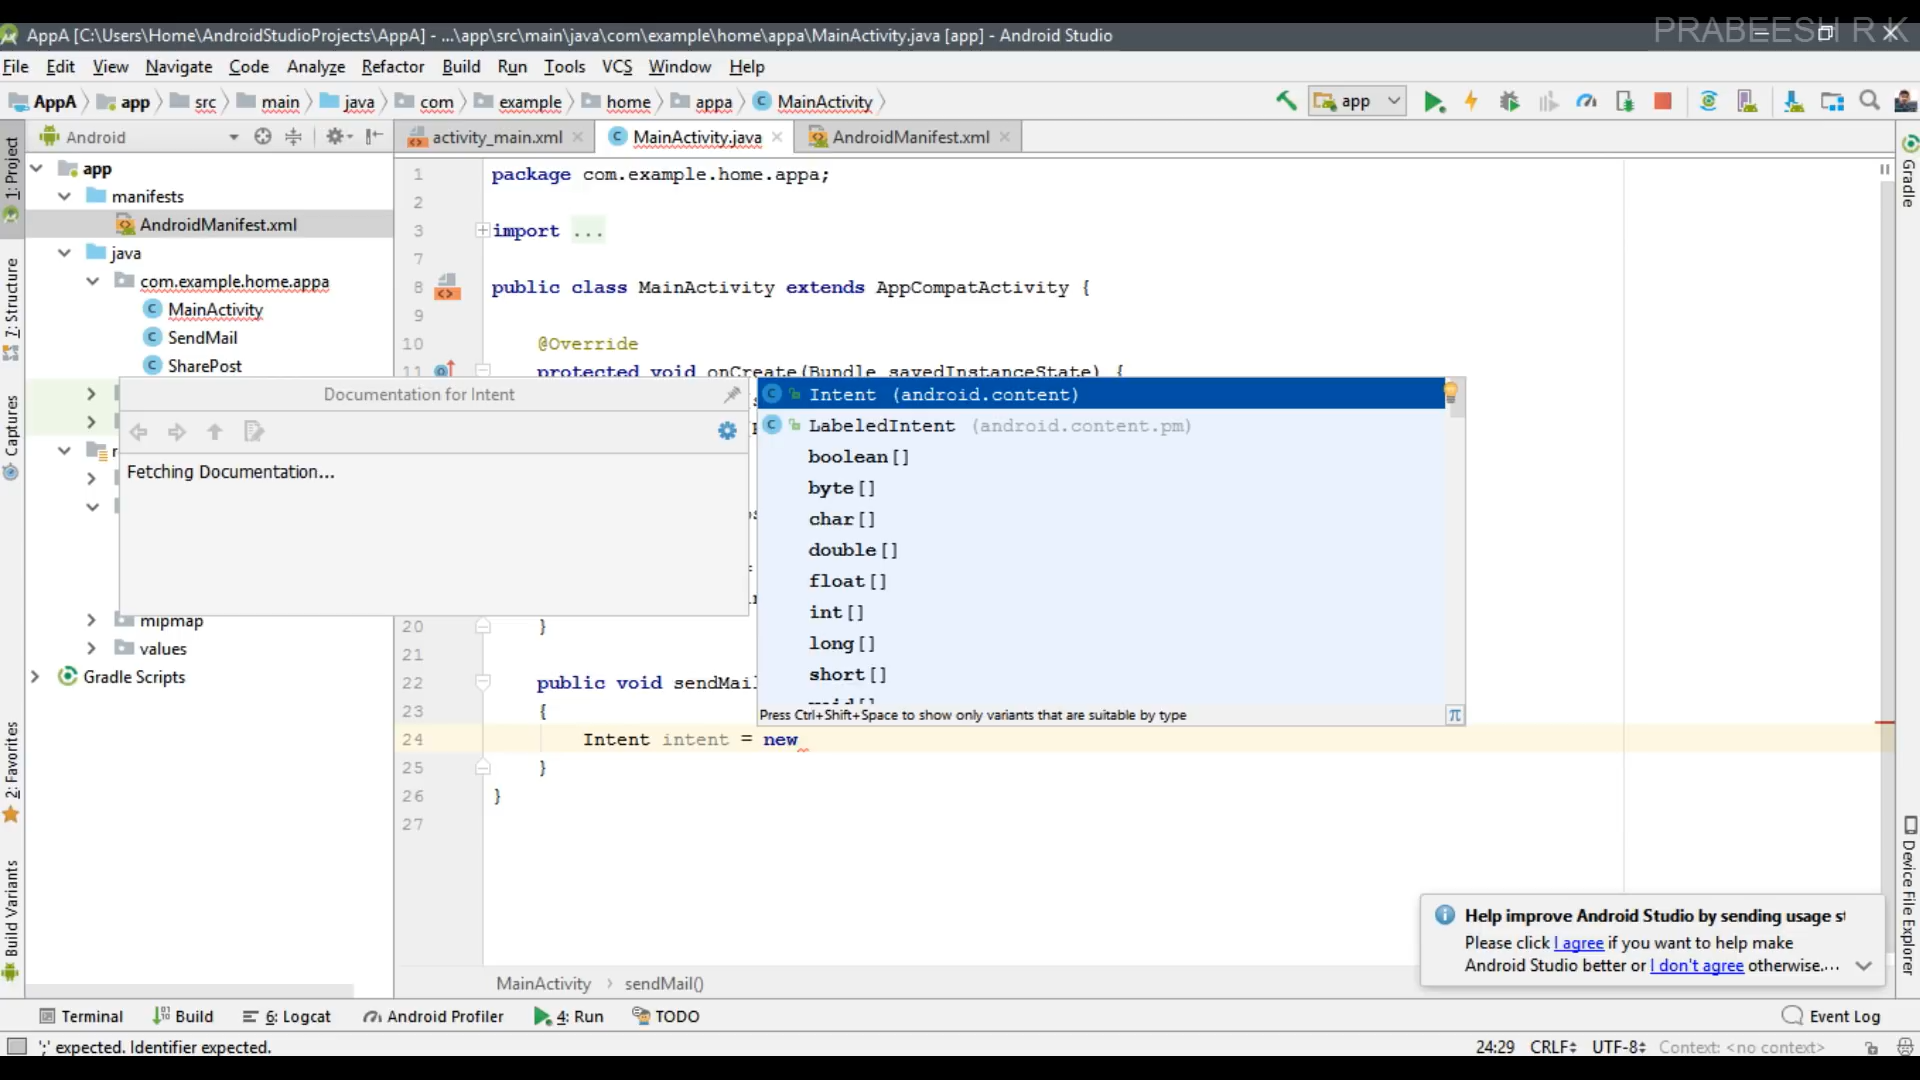 PRABEESH R K
AppA [C:\Users\Home\AndroidStudioProjects\AppA] - ...\app\src\main\java\com\example\home\appa\MainActivity.java [app] - Android Studio
File Edit View Navigate Code Analyze Refactor Build Run Tools VCS Window Help
AppA app src main java com example home appa MainActivity app
Android activity_main.xml MainActivity.java AndroidManifest.xml
1: Project
7: Structure
Captures
2: Favorites
Build Variants
app
manifests
AndroidManifest.xml
java
com.example.home.appa
MainActivity
SendMail
SharePost
mipmap
values
Gradle Scripts
1 package com.example.home.appa;
2
3 import ...
7
8 public class MainActivity extends AppCompatActivity {
9
10 @Override
11 protected void onCreate(Bundle savedInstanceState) {
Documentation for Intent
Fetching Documentation...
Intent (android.content)
LabeledIntent (android.content.pm)
boolean[]
byte[]
char[]
double[]
float[]
int[]
long[]
short[]
void[]
Press Ctrl+Shift+Space to show only variants that are suitable by type
20 }
21
22 public void sendMail
23 {
24 Intent intent = new
25 }
26 }
27
Gradle
Device File Explorer
Help improve Android Studio by sending usage st
Please click I agree if you want to help make
Android Studio better or I don't agree otherwise....
MainActivity sendMail()
Terminal Build 6: Logcat Android Profiler 4: Run TODO Event Log
';' expected. Identifier expected. 24:29 CRLF UTF-8 Context: <no context>